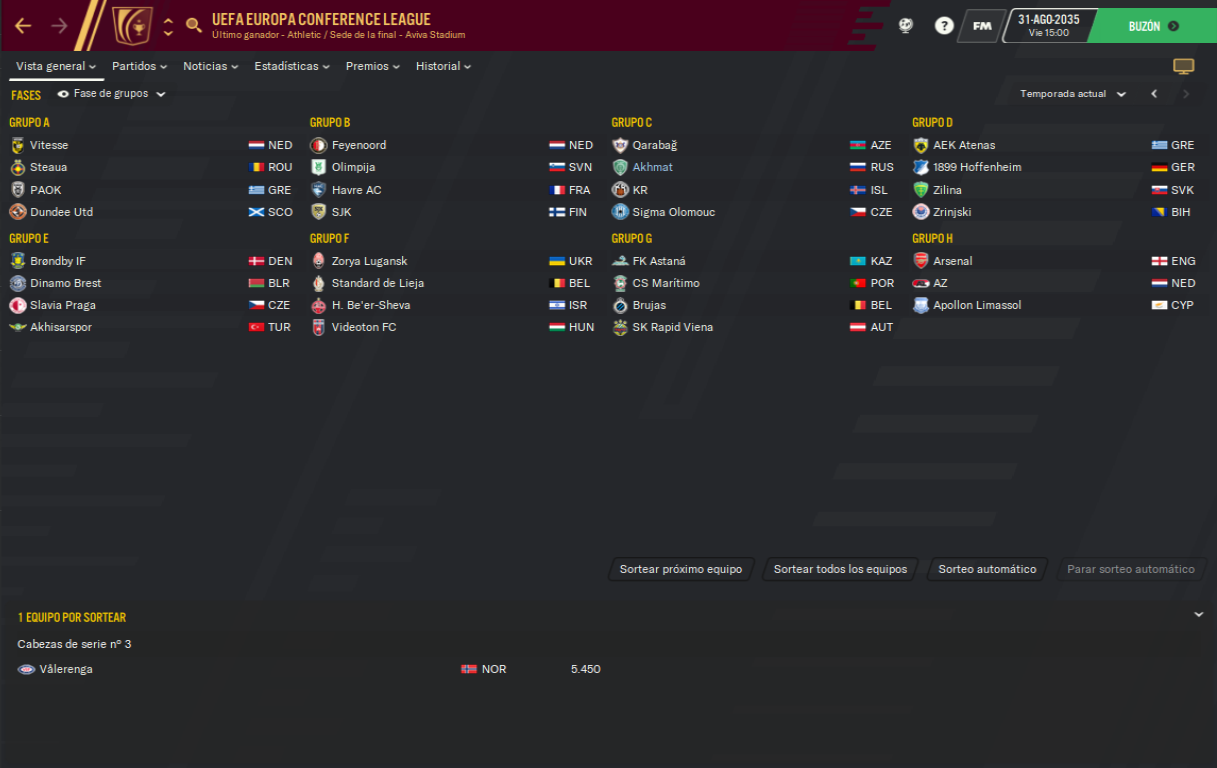 UEFA EUROPA CONFERENCE LEAGUE
Último ganador - Athletic / Sede de la final - Aviva Stadium
?
FM
31-AGO-2035
Vie 15:00
BUZÓN
Vista general Partidos Noticias Estadísticas Premios Historial
FASES Fase de grupos Temporada actual
GRUPO A GRUPO B GRUPO C GRUPO D
Vitesse NED Feyenoord NED Qarabağ AZE AEK Atenas GRE
Steaua ROU Olimpija SVN Akhmat RUS 1899 Hoffenheim GER
PAOK GRE Havre AC FRA KR ISL Zilina SVK
Dundee Utd SCO SJK FIN Sigma Olomouc CZE Zrinjski BIH
GRUPO E GRUPO F GRUPO G GRUPO H
Brøndby IF DEN Zorya Lugansk UKR FK Astaná KAZ Arsenal ENG
Dinamo Brest BLR Standard de Lieja BEL CS Marítimo POR AZ NED
Slavia Praga CZE H. Be'er-Sheva ISR Brujas BEL Apollon Limassol CYP
Akhisarspor TUR Videoton FC HUN SK Rapid Viena AUT
Sortear próximo equipo Sortear todos los equipos Sorteo automático Parar sorteo automático
1 EQUIPO POR SORTEAR
Cabezas de serie nº 3
Vålerenga NOR 5.450